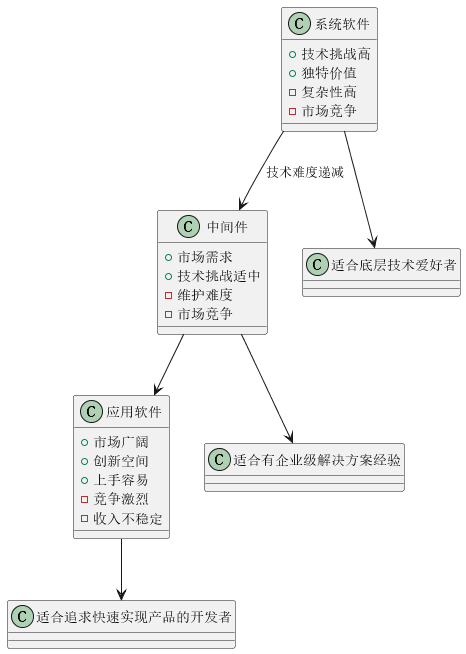 C 系统软件
技术挑战高
独特价值
复杂性高
市场竞争
技术难度递减
C 中间件
市场需求
技术挑战适中
维护难度
市场竞争
C 适合底层技术爱好者
C 应用软件
市场广阔
创新空间
上手容易
竞争激烈
收入不稳定
C 适合有企业级解决方案经验
C 适合追求快速实现产品的开发者